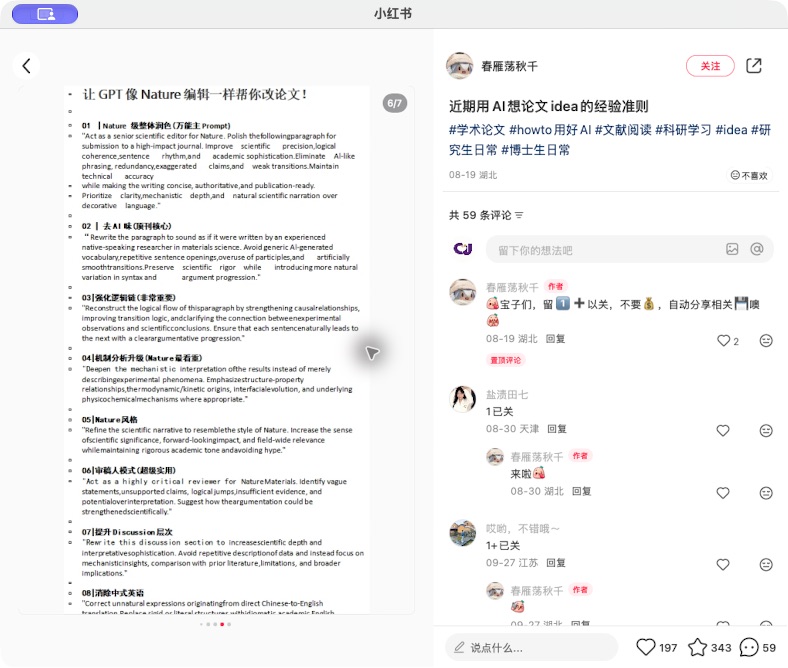 小红书
6/7
让 GPT 像 Nature 编辑一样帮你改论文！
01 | Nature 级整体润色(万能主 Prompt)
"Act as a senior scientific editor for Nature. Polish thefollowingparagraph for
submission to a high-impact journal. Improve scientific precision,logical
coherence,sentence rhythm,and academic sophistication.Eliminate AI-like
phrasing, redundancy,exaggerated claims,and weak transitions.Maintain
technical accuracy
while making the writing concise, authoritative,and publication-ready.
Prioritize clarity,mechanistic depth,and natural scientific narration over
decorative language."
02 | 去 AI 味(顶刊核心)
"Rewrite the paragraph to sound as if it were written by an experienced
native-speaking researcher in materials science. Avoid generic AI-generated
vocabulary,repetitive sentence openings,overuse of participles,and artificially
smoothtransitions.Preserve scientific rigor while introducing more natural
variation in syntax and argument progression."
03|强化逻辑链(非常重要)
"Reconstruct the logical flow of thisparagraph by strengthening causalrelationships,
improving transition logic, andclarifying the connection betweenexperimental
observations and scientificconclusions. Ensure that each sentencenaturally leads to
the next with a clearargumentative progression."
04|机制分析升级(Nature 最看重)
"Deepen the mechanistic interpretation ofthe results instead of merely
describingexperimental phenomena. Emphasizestructure-property
relationships,thermodynamic/kinetic origins, interfacialevolution, and underlying
physicochemicalmechanisms where appropriate."
05|Nature 风格
"Refine the scientific narrative to resemblethe style of Nature. Increase the sense
ofscientific significance, forward-lookingimpact, and field-wide relevance
whilemaintaining rigorous academic tone andavoiding hype."
06|审稿人模式(超级实用)
"Act as a highly critical reviewer for NatureMaterials. Identify vague
statements,unsupported claims, logical jumps,insufficient evidence, and
potentialoverinterpretation. Suggest how theargumentation could be
strengthenedscientifically."
07|提升 Discussion 层次
"Rewrite this disoussion section to increasescientific depth and
interpretativesophistication. Avoid repetitive descriptionof data and instead focus on
mechanisticinsights, comparison with prior literature,limitations, and broader
implications."
08|消除中式英语
"Correct unnatural expressions originatingfrom direct Chinese-to-English
translation.Replace rigid or literal structures withidiomatic academic English
春雁荡秋千
关注
近期用 AI 想论文 idea 的经验准则
#学术论文 #howto用好AI #文献阅读 #科研学习 #idea #研
究生日常 #博士生日常
08-19 湖北
不喜欢
共 59 条评论
CJ
留下你的想法吧
春雁荡秋千 作者
宝子们，留1️⃣➕以关，不要💰，自动分享相关💾噢
08-19 湖北 回复
2
置顶评论
盐渍田七
1已关
08-30 天津 回复
春雁荡秋千 作者
来啦
08-30 湖北 回复
哎哟，不错哦～
1+已关
09-27 江苏 回复
春雁荡秋千 作者
09-27 湖北 回复
说点什么...
197
343
59